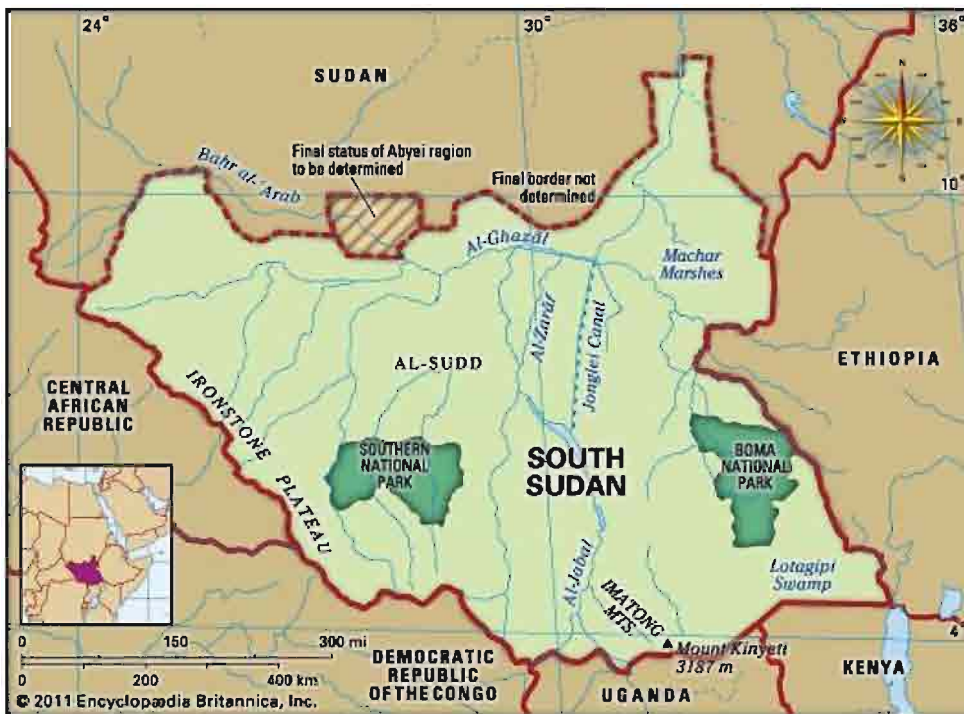 24°
30°
36°
SUDAN
N
Bahr al-ʿArab
Final status of Abyei region
to be determined
Final border not
determined
10°
Al-Ghazāl
Machar
Marshes
Al-Zarāf
Jonglei Canal
ETHIOPIA
AL-SUDD
CENTRAL
AFRICAN
REPUBLIC
IRONSTONE PLATEAU
SOUTHERN
NATIONAL
PARK
SOUTH
SUDAN
BOMA
NATIONAL
PARK
Al-Jabal
Lotagipi
Swamp
IMATONG
MTS.
Mount Kinyeti
3187 m
4
0 150 300 mi
0 200 400 km
DEMOCRATIC
REPUBLIC
OF THE CONGO
UGANDA
KENYA
© 2011 Encyclopædia Britannica, Inc.